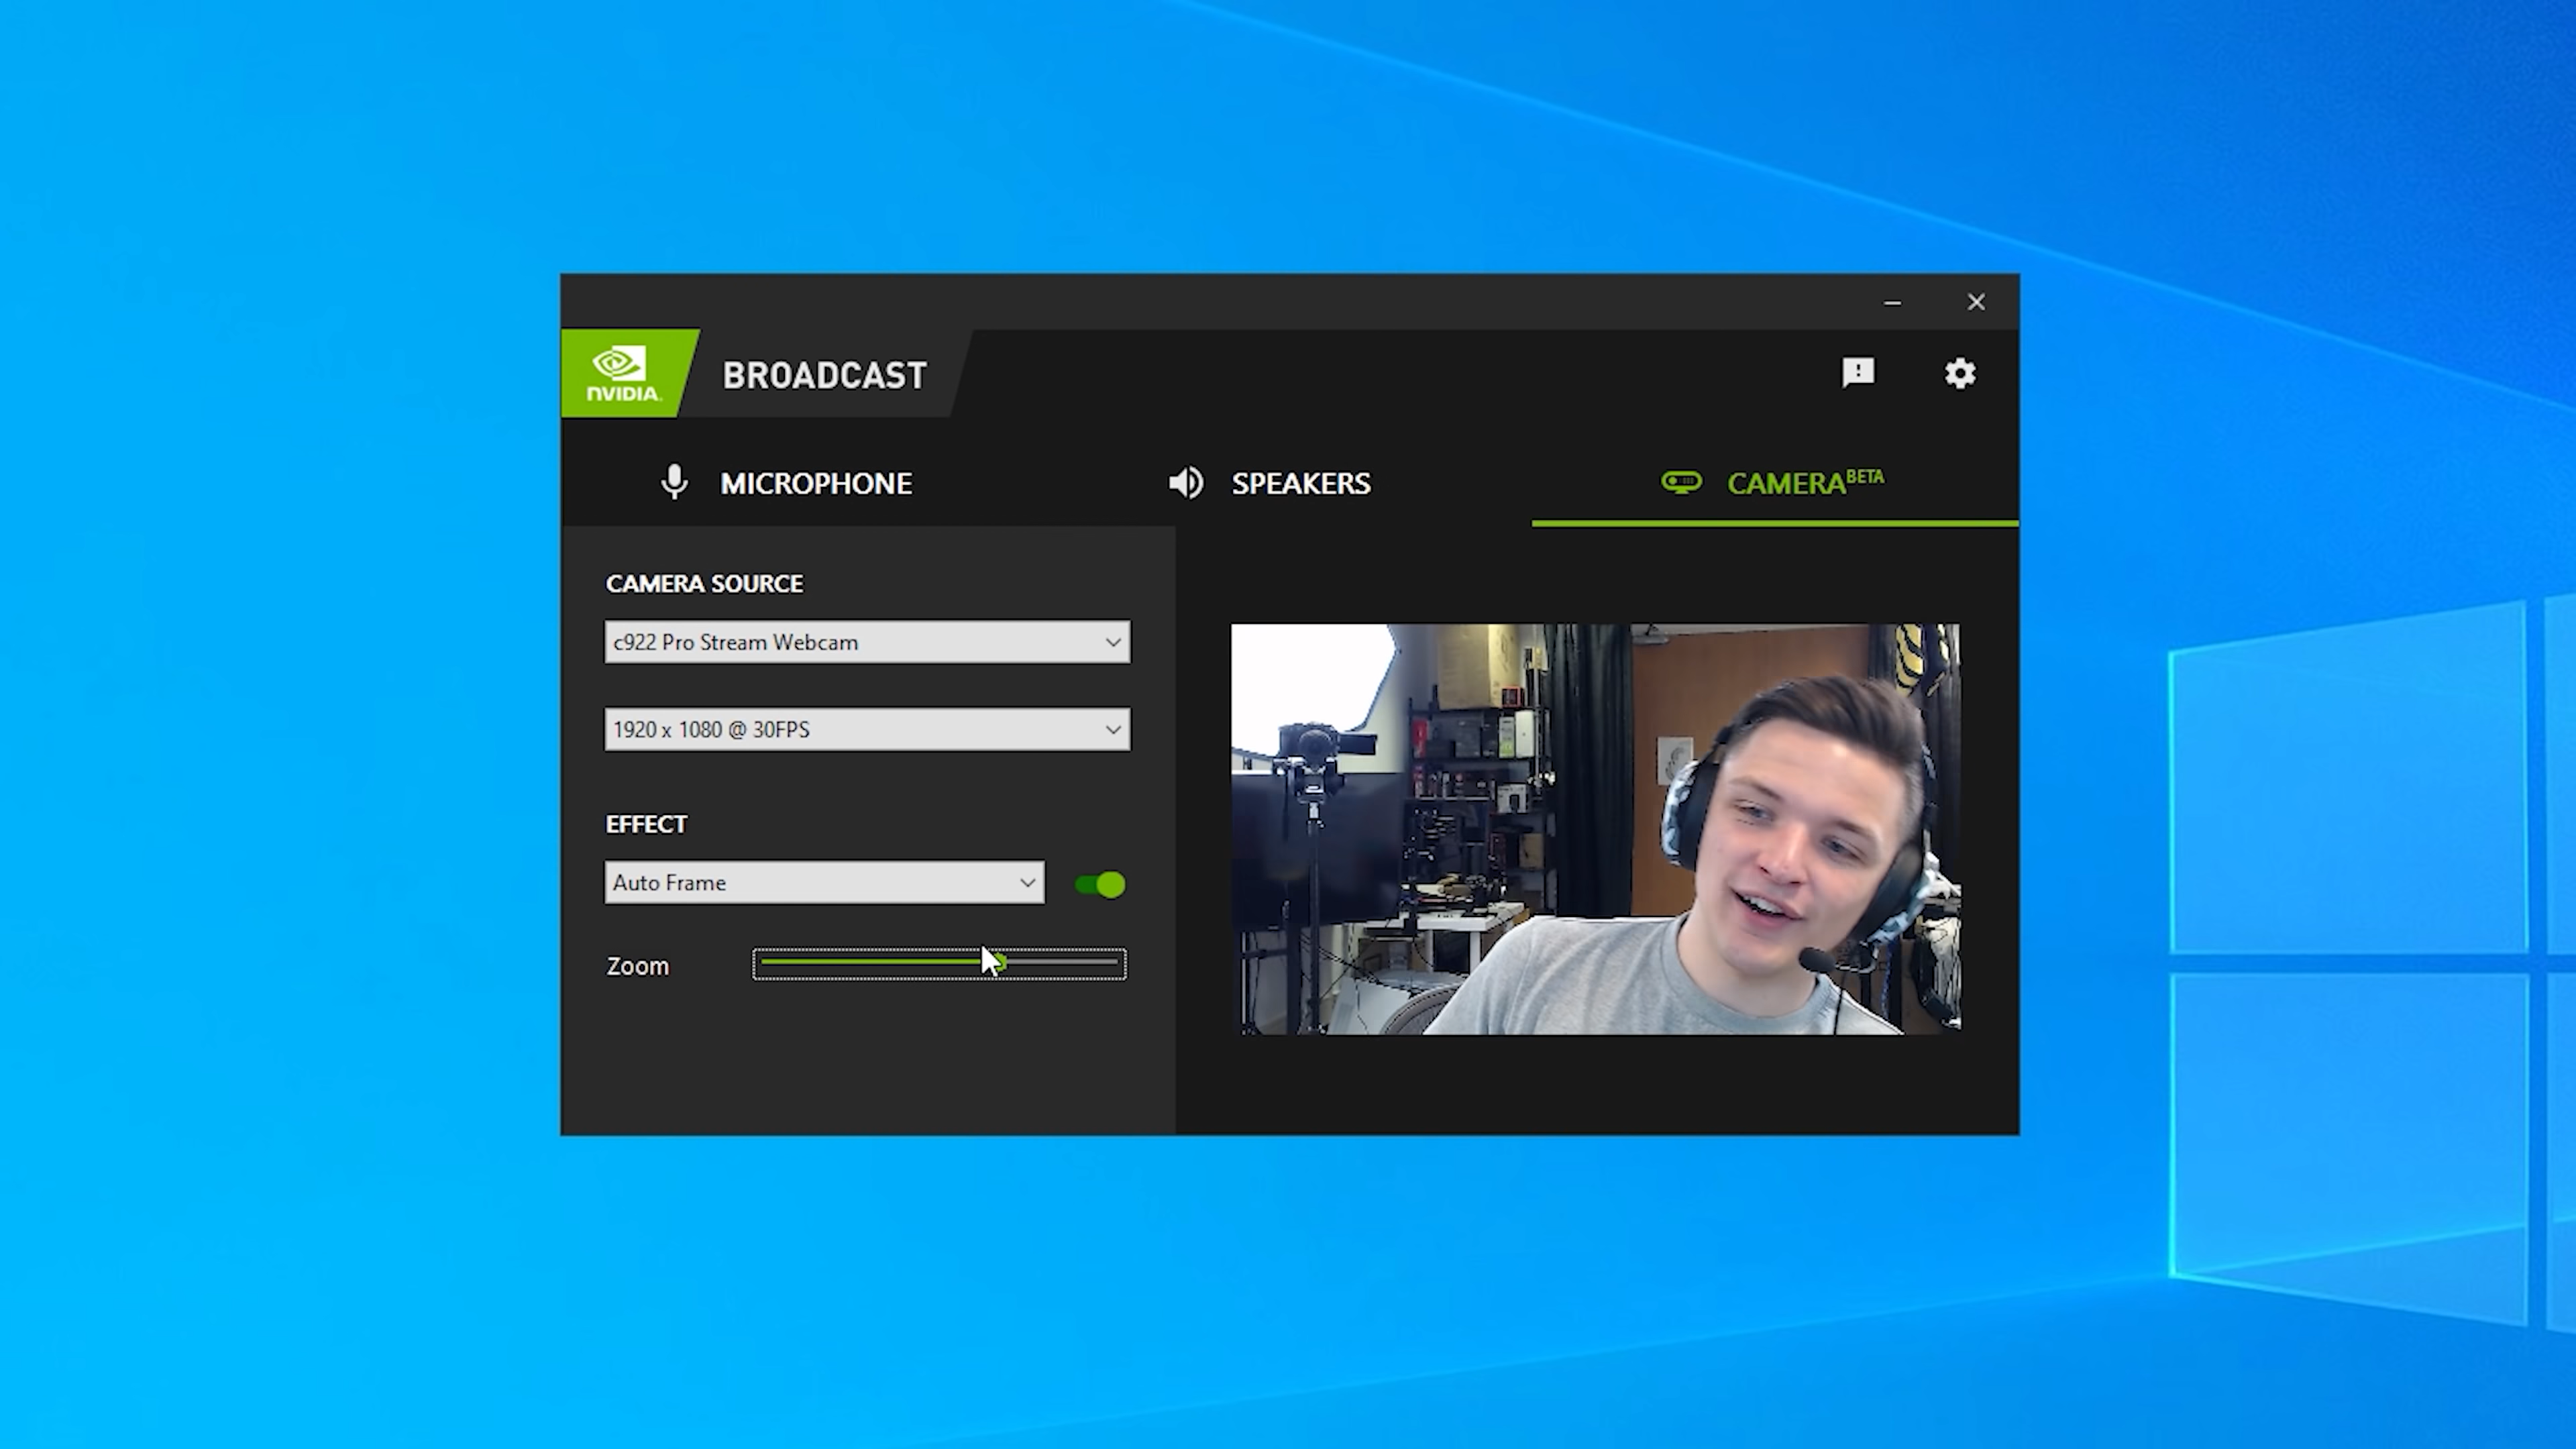 NVIDIA.
BROADCAST
MICROPHONE
SPEAKERS
CAMERA BETA
CAMERA SOURCE
c922 Pro Stream Webcam
1920 x 1080 @ 30FPS
EFFECT
Auto Frame
Zoom